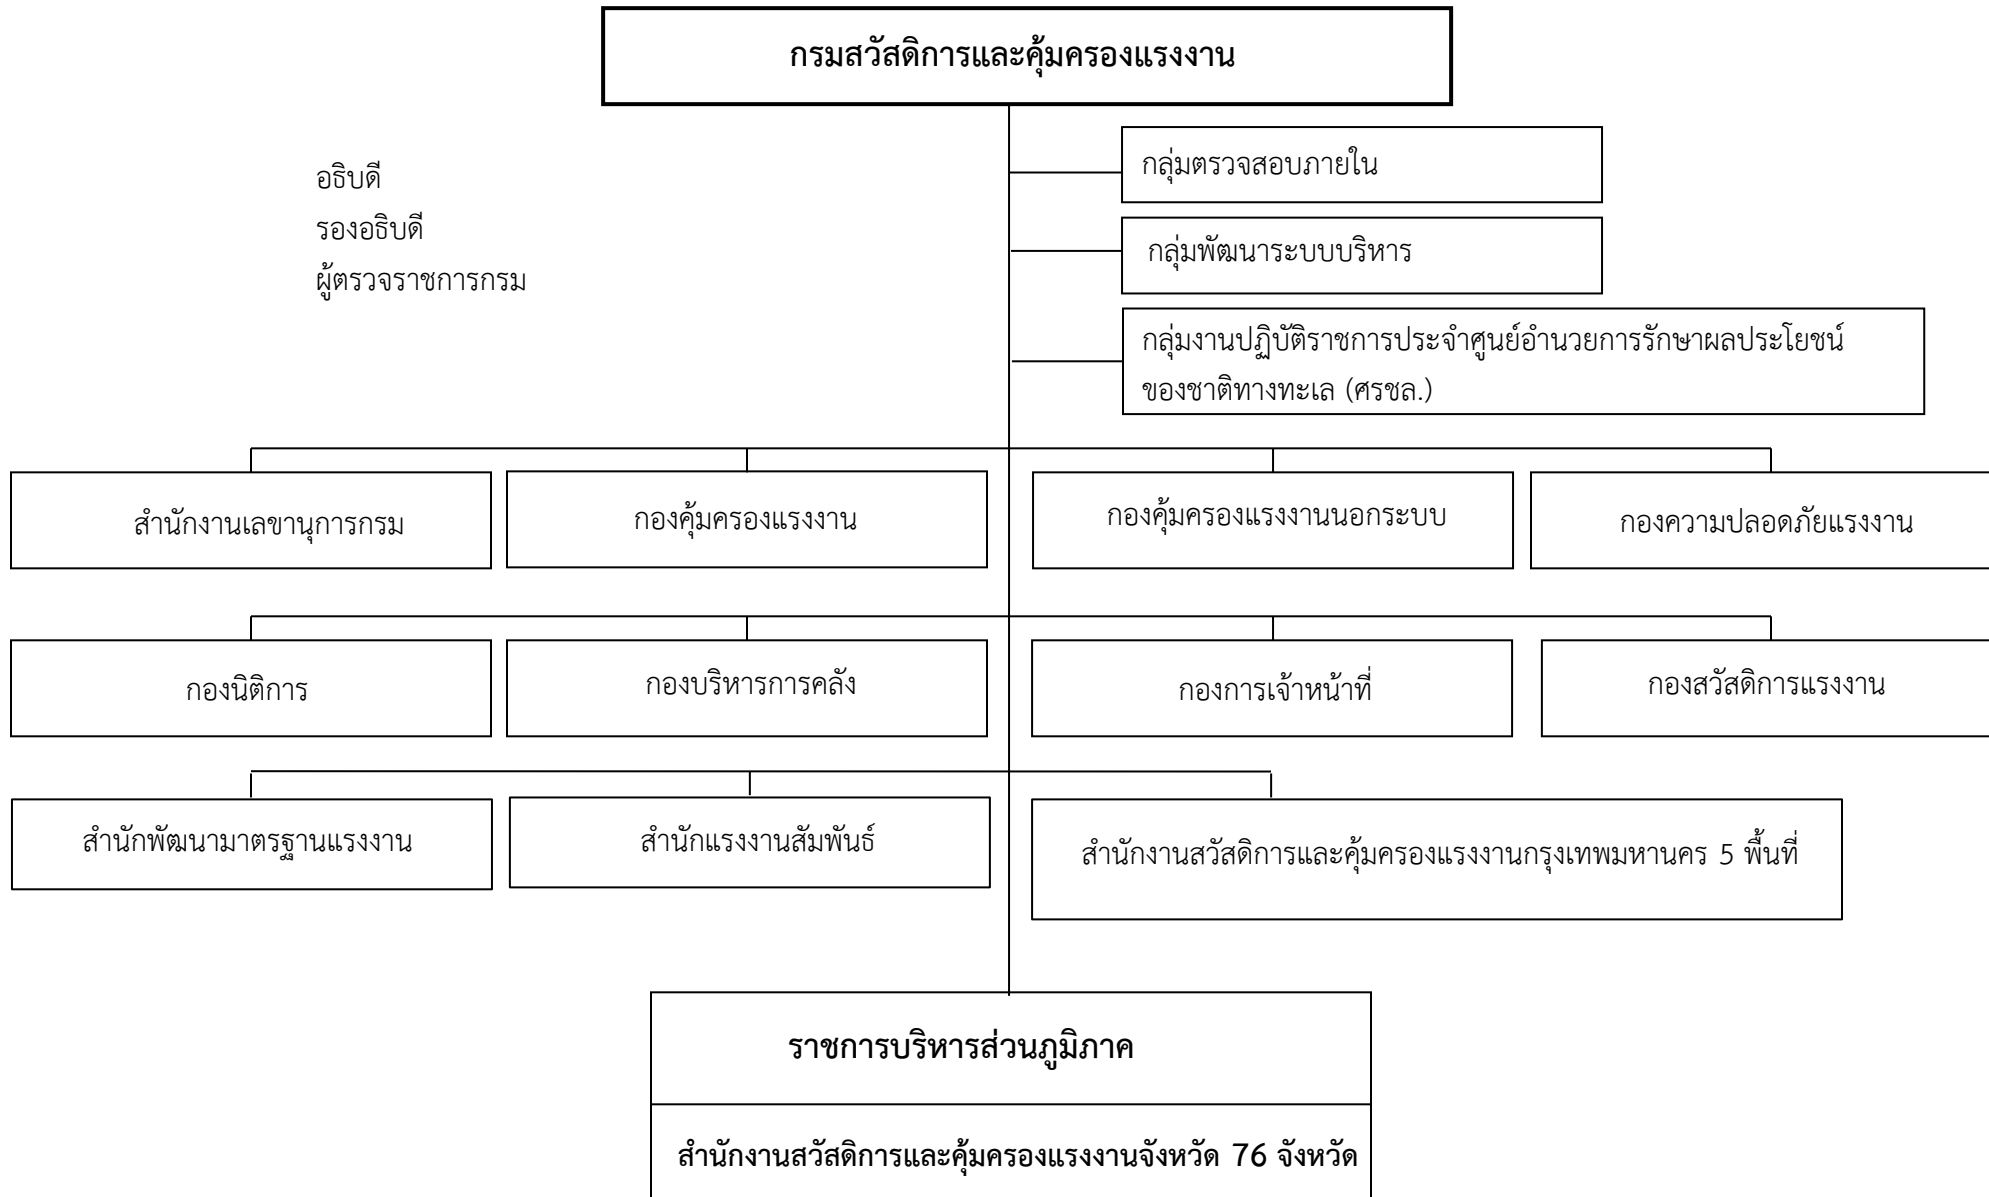 กรมสวัสดิการและคุ้มครองแรงงาน
อธิบดี
รองอธิบดี
ผู้ตรวจราชการกรม
กลุ่มตรวจสอบภายใน
กลุ่มพัฒนาระบบบริหาร
กลุ่มงานปฏิบัติราชการประจำศูนย์อำนวยการรักษาผลประโยชน์
ของชาติทางทะเล (ศรชล.)
สำนักงานเลขานุการกรม
กองคุ้มครองแรงงาน
กองคุ้มครองแรงงานนอกระบบ
กองความปลอดภัยแรงงาน
กองนิติการ
กองบริหารการคลัง
กองการเจ้าหน้าที่
กองสวัสดิการแรงงาน
สำนักพัฒนามาตรฐานแรงงาน
สำนักแรงงานสัมพันธ์
สำนักงานสวัสดิการและคุ้มครองแรงงานกรุงเทพมหานคร 5 พื้นที่
ราชการบริหารส่วนภูมิภาค
สำนักงานสวัสดิการและคุ้มครองแรงงานจังหวัด 76 จังหวัด